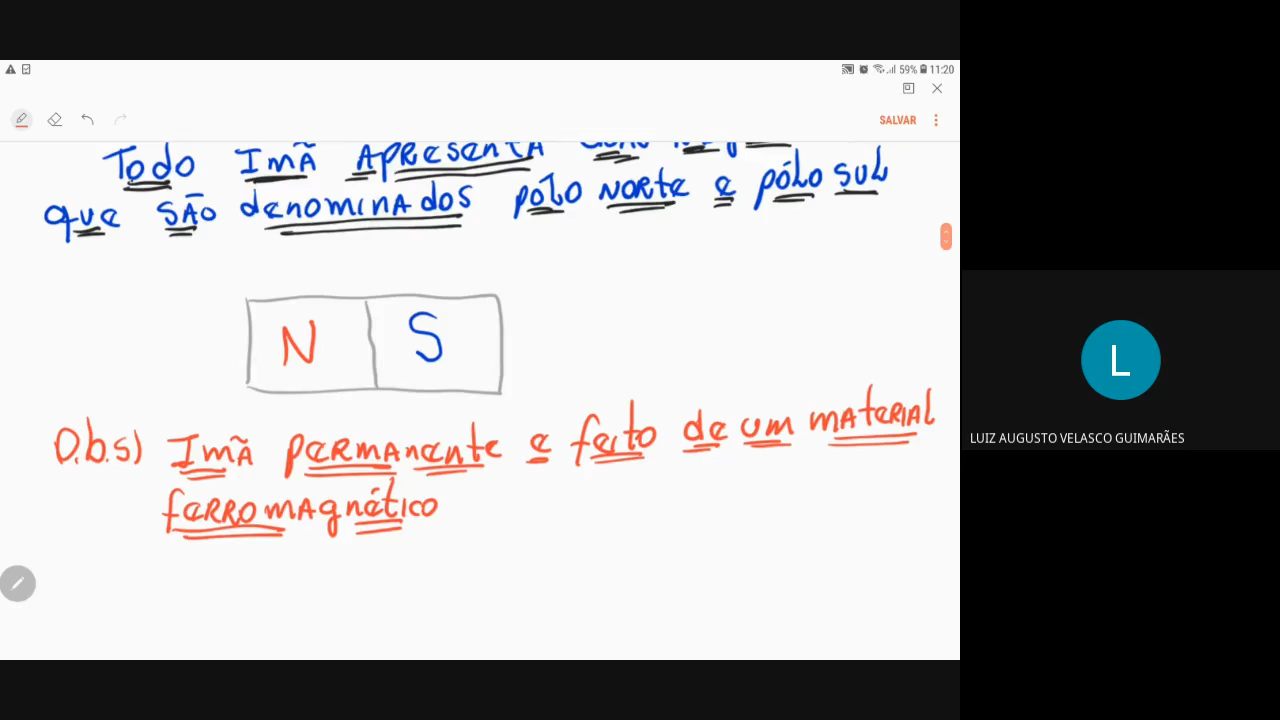 59% 11:20
SALVAR
Todo Imã Apresenta
que são denominados pólo norte e pólo sul
N S
O.b.s) Imã permanente e feito de um material
ferromagnético
L
LUIZ AUGUSTO VELASCO GUIMARÃES